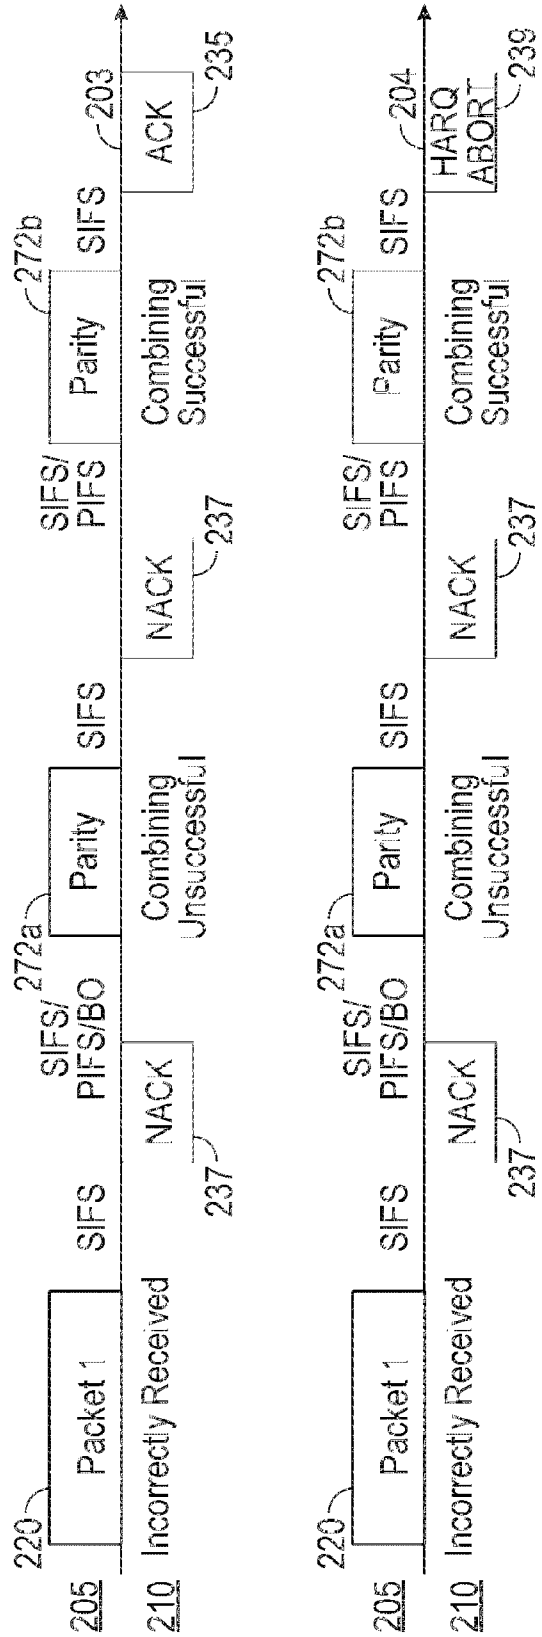 220
272a
272b
203
205
Packet 1
SIFS
SIFS/
PIFS/BO
Parity
SIFS
SIFS/
PIFS
Parity
SIFS
210
Incorrectly Received
NACK
237
Combining
Unsuccessful
NACK
237
Combining
Successful
ACK
235
220
272a
272b
204
205
Packet 1
SIFS
SIFS/
PIFS/BO
Parity
SIFS
SIFS/
PIFS
Parity
SIFS
210
Incorrectly Received
NACK
237
Combining
Unsuccessful
NACK
237
Combining
Successful
HARQ
ABORT
239